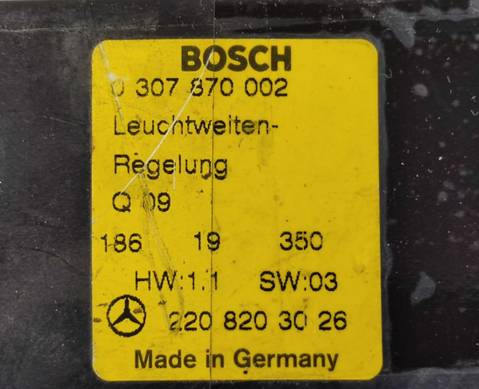 BOSCH
0 307 870 002
Leuchtweiten-
Regelung
Q 09
186 19 350
HW:1.1 SW:03
220 820 30 26
Made in Germany